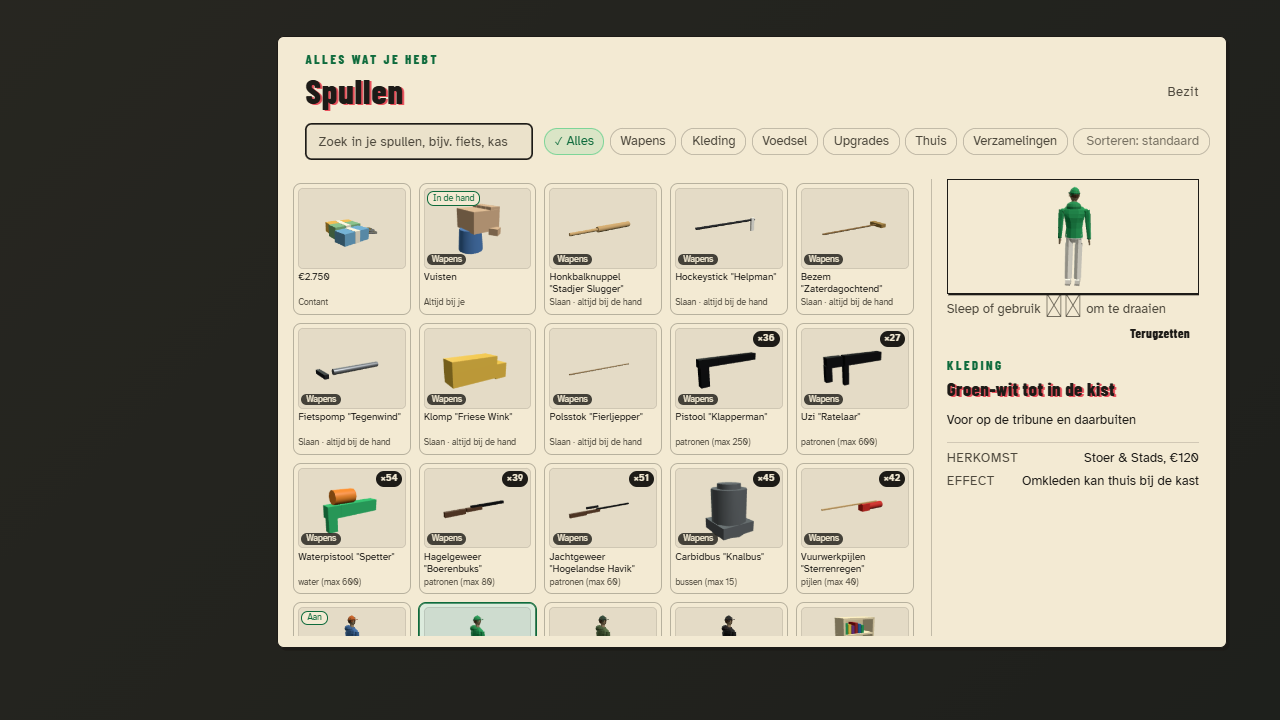 ALLES WAT JE HEBT
Spullen
Bezit
Zoek in je spullen, bijv. fiets, kas
✓ Alles
Wapens
Kleding
Voedsel
Upgrades
Thuis
Verzamelingen
Sorteren: standaard
€2.750
Contant
In de hand
Wapens
Vuisten
Altijd bij je
Wapens
Honkbalknuppel
"Stadjer Slugger"
Slaan · altijd bij de hand
Wapens
Hockeystick "Helpman"
Slaan · altijd bij de hand
Wapens
Bezem
"Zaterdagochtend"
Slaan · altijd bij de hand
Wapens
Fietspomp "Tegenwind"
Slaan · altijd bij de hand
Wapens
Klomp "Friese Wink"
Slaan · altijd bij de hand
Wapens
Polsstok "Fierljepper"
Slaan · altijd bij de hand
×36
Wapens
Pistool "Klapperman"
patronen (max 250)
×27
Wapens
Uzi "Ratelaar"
patronen (max 600)
×54
Wapens
Waterpistool "Spetter"
water (max 600)
×39
Wapens
Hagelgeweer
"Boerenbuks"
patronen (max 80)
×51
Wapens
Jachtgeweer
"Hogelandse Havik"
patronen (max 60)
×45
Wapens
Carbidbus "Knalbus"
bussen (max 15)
×42
Wapens
Vuurwerkpijlen
"Sterrenregen"
pijlen (max 40)
Aan
Sleep of gebruik om te draaien
Terugzetten
KLEDING
Groen-wit tot in de kist
Voor op de tribune en daarbuiten
HERKOMST Stoer & Stads, €120
EFFECT Omkleden kan thuis bij de kast